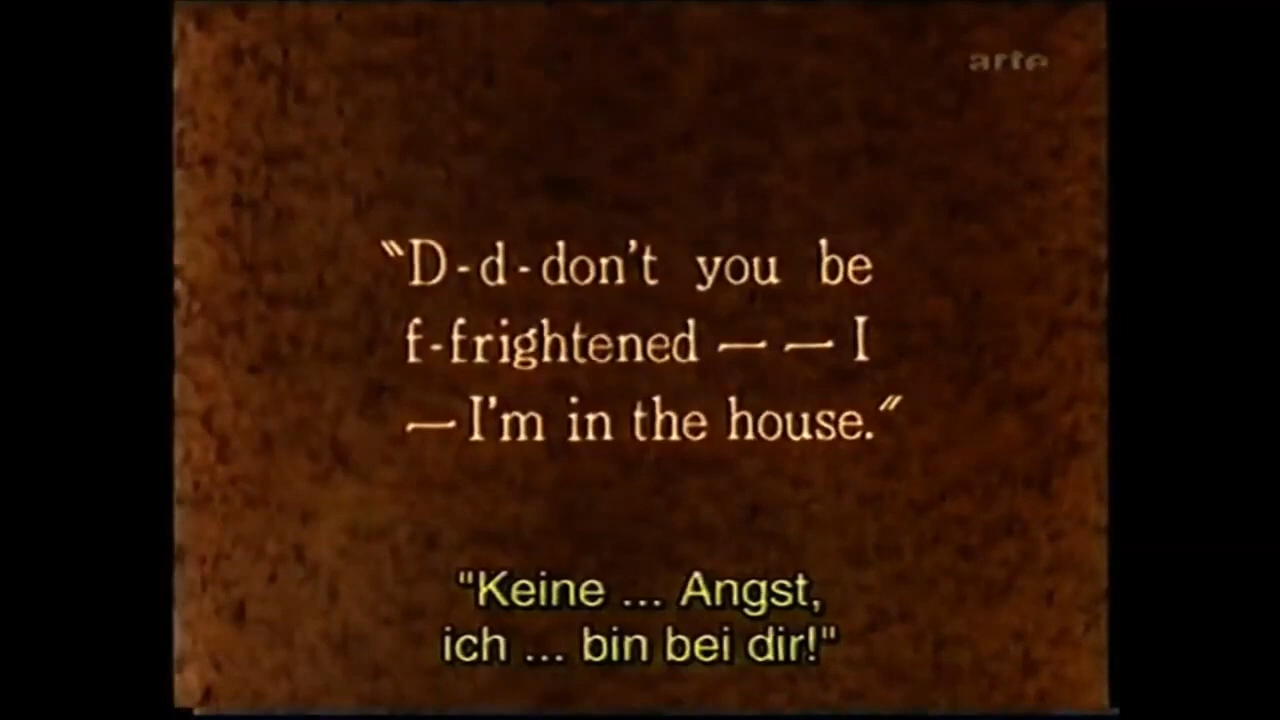 arte
"D-d-don't you be
f-frightened — — I
—I'm in the house."
"Keine ... Angst,
ich ... bin bei dir!"